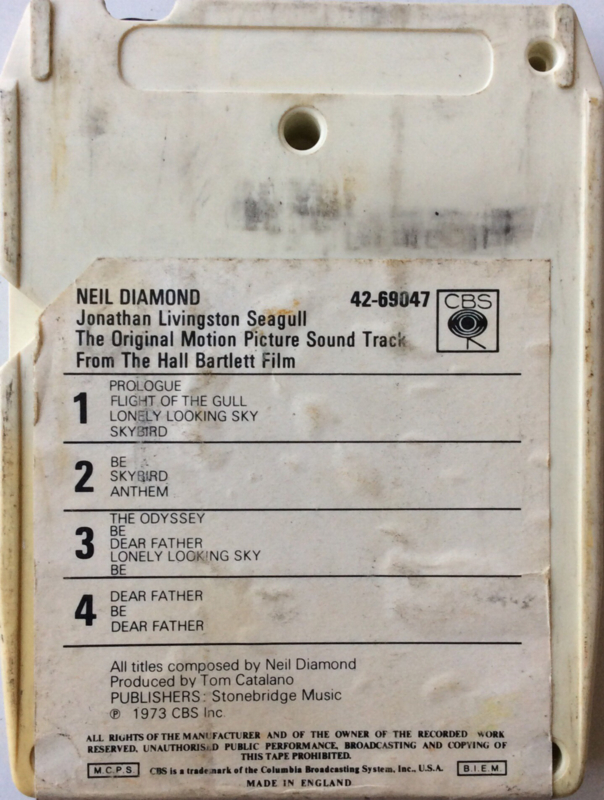 NEIL DIAMOND 42-69047 CBS
Jonathan Livingston Seagull
The Original Motion Picture Sound Track
From The Hall Bartlett Film
1
PROLOGUE
FLIGHT OF THE GULL
LONELY LOOKING SKY
SKYBIRD
2
BE
SKYBIRD
ANTHEM
3
THE ODYSSEY
BE
DEAR FATHER
LONELY LOOKING SKY
BE
4
DEAR FATHER
BE
DEAR FATHER
All titles composed by Neil Diamond
Produced by Tom Catalano
PUBLISHERS: Stonebridge Music
℗ 1973 CBS Inc
ALL RIGHTS OF THE MANUFACTURER AND OF THE OWNER OF THE RECORDED WORK
RESERVED. UNAUTHORISED PUBLIC PERFORMANCE, BROADCASTING AND COPYING OF
THIS TAPE PROHIBITED.
M.C.P.S. CBS is a trademark of the Columbia Broadcasting System, Inc., U.S.A. B.I.E.M.
MADE IN ENGLAND